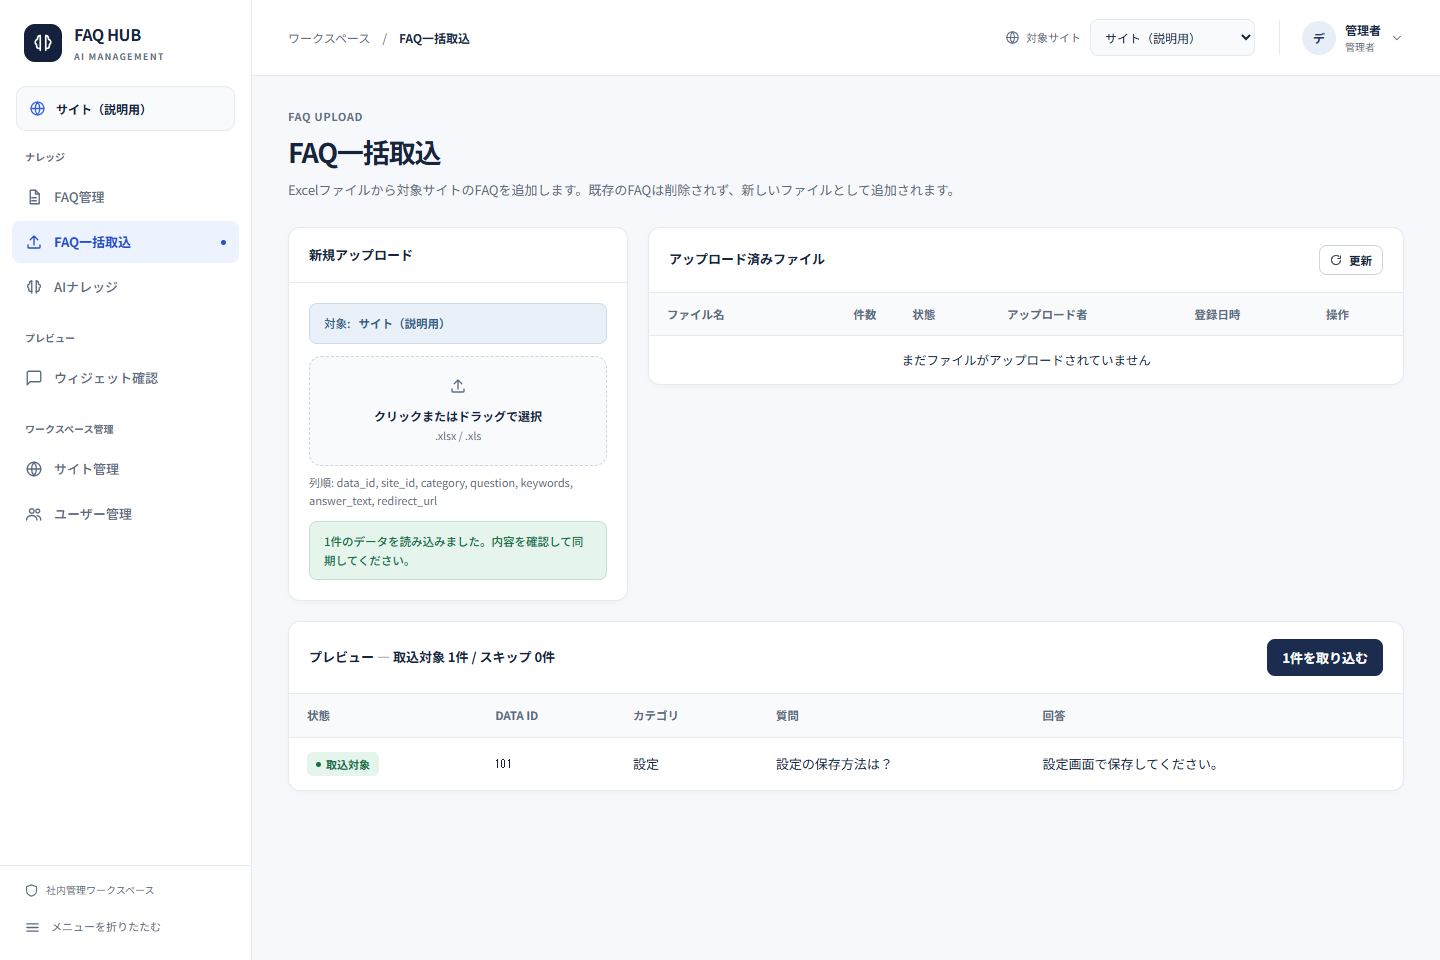 FAQ HUB
AI MANAGEMENT
サイト（説明用）
ナレッジ
FAQ管理
FAQ一括取込
AIナレッジ
プレビュー
ウィジェット確認
ワークスペース管理
サイト管理
ユーザー管理
社内管理ワークスペース
メニューを折りたたむ
ワークスペース / FAQ一括取込
対象サイト サイト（説明用）
デ 管理者
管理者
FAQ UPLOAD
FAQ一括取込
Excelファイルから対象サイトのFAQを追加します。既存のFAQは削除されず、新しいファイルとして追加されます。
新規アップロード
対象: サイト（説明用）
クリックまたはドラッグで選択
.xlsx / .xls
列順: data_id, site_id, category, question, keywords,
answer_text, redirect_url
1件のデータを読み込みました。内容を確認して同
期してください。
アップロード済みファイル 更新
ファイル名 件数 状態 アップロード者 登録日時 操作
まだファイルがアップロードされていません
プレビュー — 取込対象 1件 / スキップ 0件 1件を取り込む
状態 DATA ID カテゴリ 質問 回答
取込対象 101 設定 設定の保存方法は？ 設定画面で保存してください。